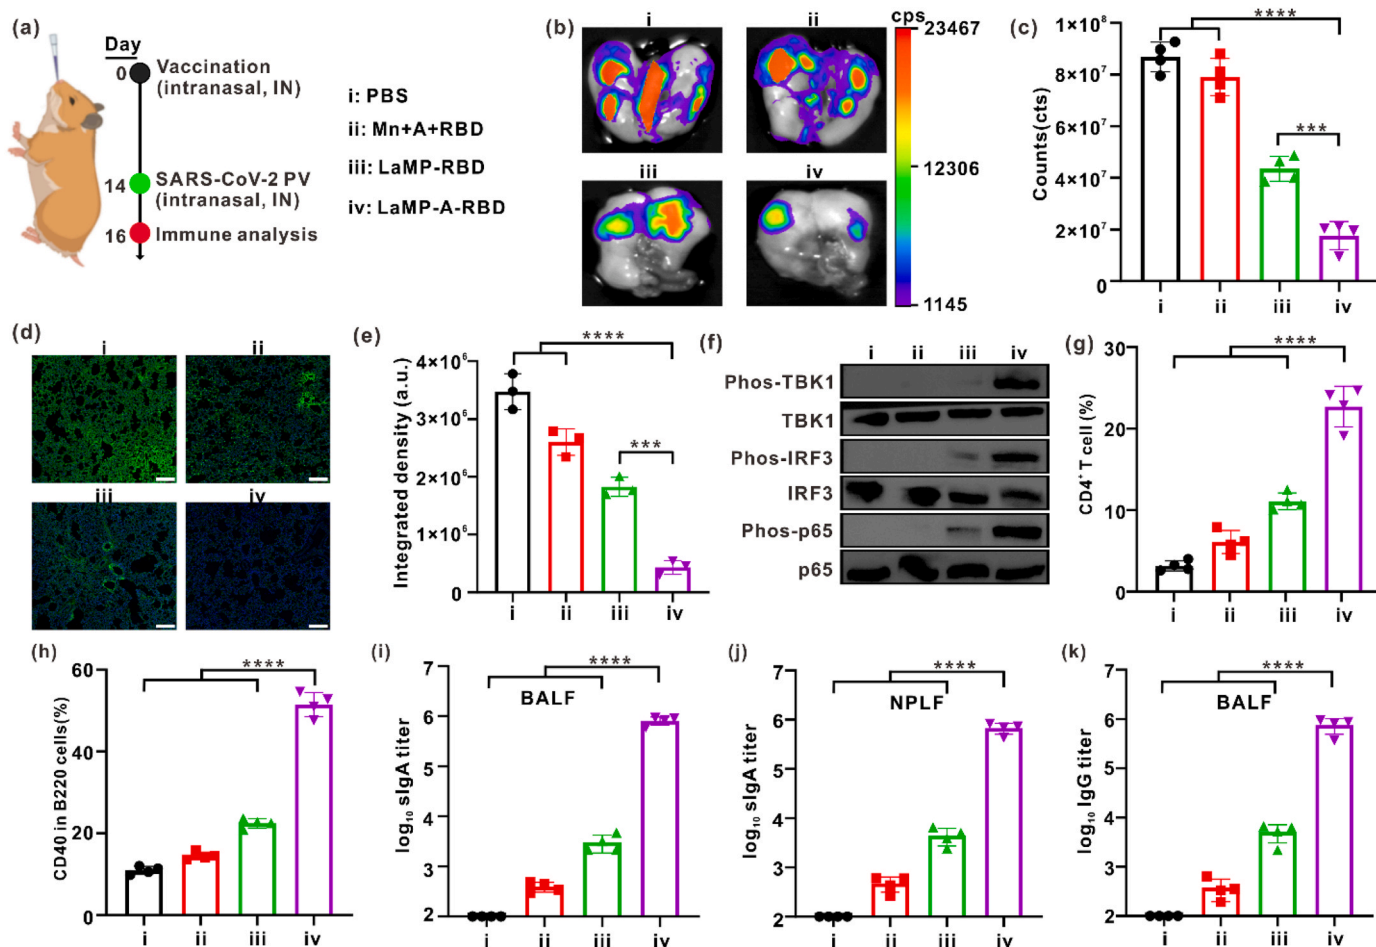 (a)
Day
0
Vaccination
(intranasal, IN)
14
SARS-CoV-2 PV
(intranasal, IN)
16
Immune analysis
i: PBS
ii: Mn+A+RBD
iii: LaMP-RBD
iv: LaMP-A-RBD
(b)
i
ii
iii
iv
cps
23467
12306
1145
(c)
Counts(cts)
1×10⁸
8×10⁷
6×10⁷
4×10⁷
2×10⁷
0
****
***
i ii iii iv
(d)
i
ii
iii
iv
(e)
Integrated density (a.u.)
4×10⁶
3×10⁶
2×10⁶
1×10⁶
0
****
***
i ii iii iv
(f)
i ii iii iv
Phos-TBK1
TBK1
Phos-IRF3
IRF3
Phos-p65
p65
(g)
CD4⁺ T cell (%)
30
20
10
0
****
i ii iii iv
(h)
CD40 in B220 cells(%)
60
40
20
0
****
i ii iii iv
(i)
log₁₀ sIgA titer
7
6
5
4
3
2
****
BALF
i ii iii iv
(j)
log₁₀ sIgA titer
7
6
5
4
3
2
****
NPLF
i ii iii iv
(k)
log₁₀ IgG titer
7
6
5
4
3
2
****
BALF
i ii iii iv